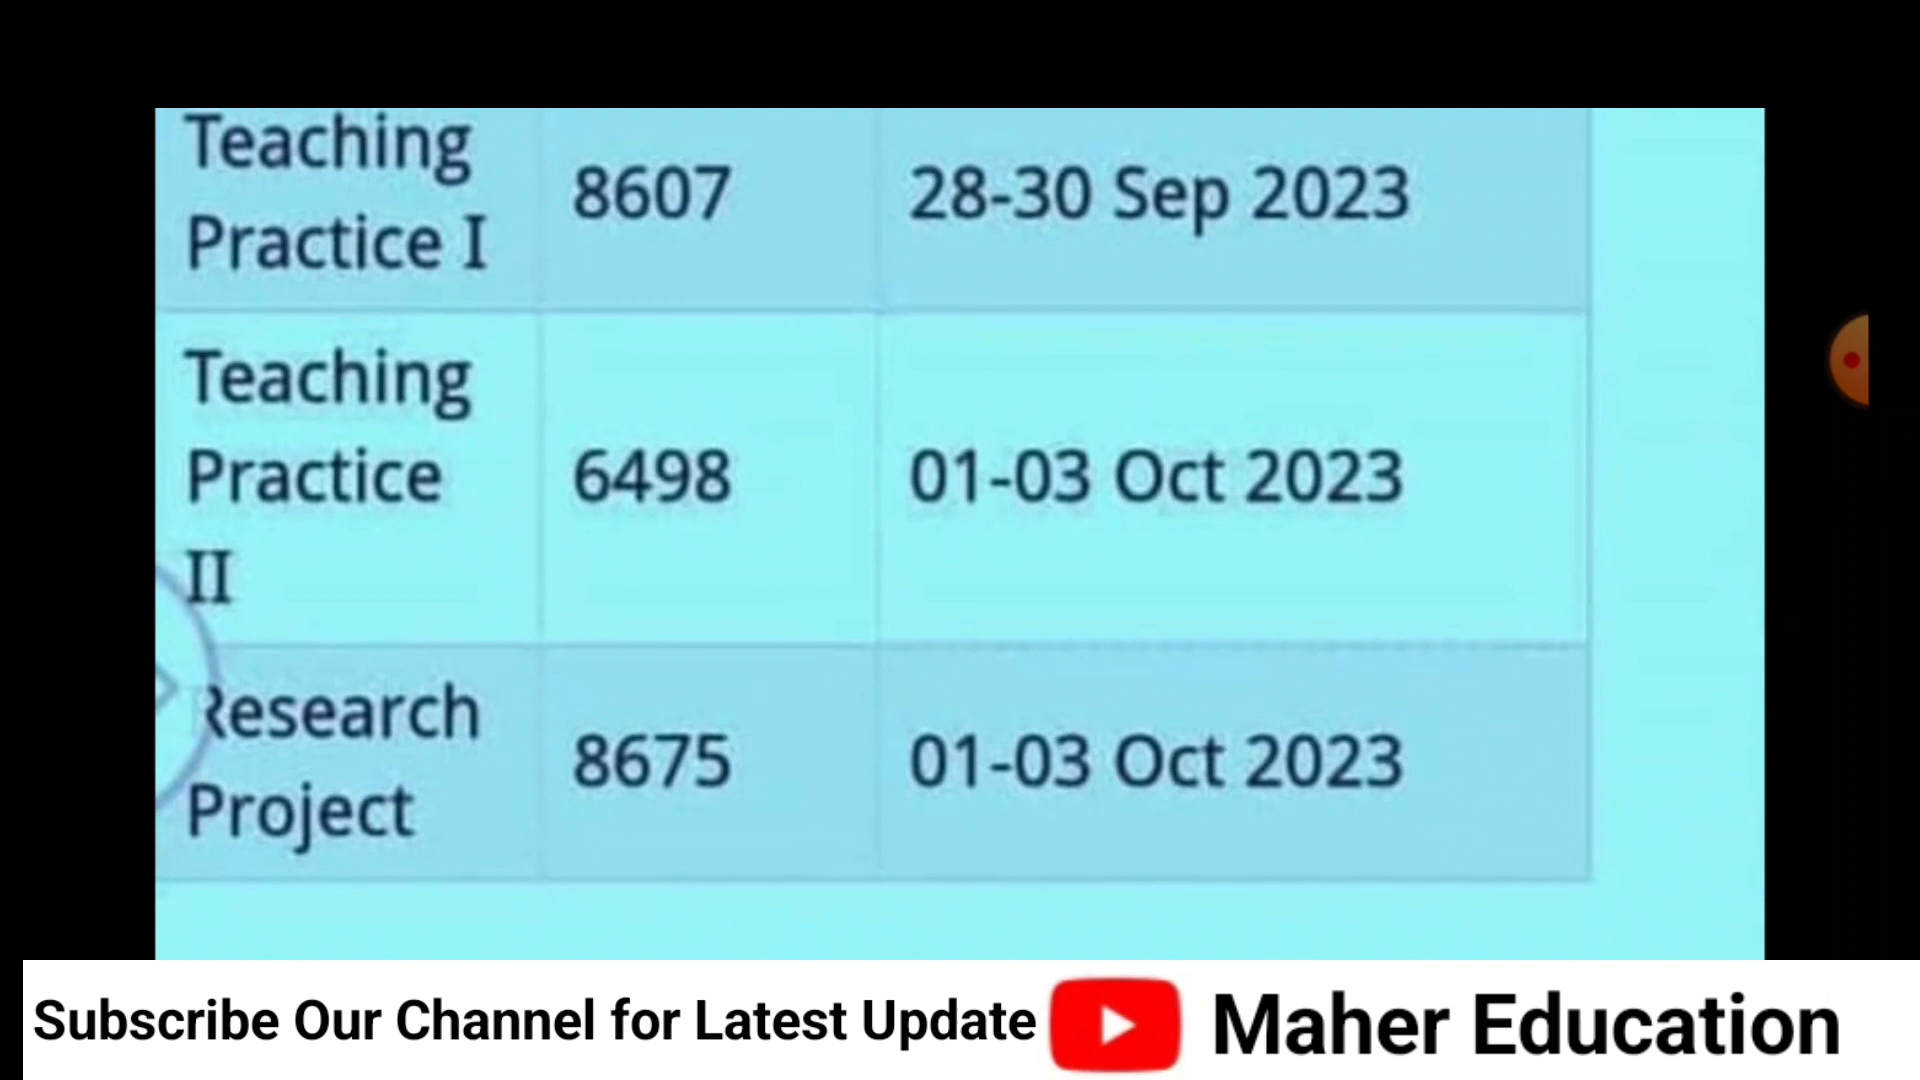 Teaching
Practice I
8607
28-30 Sep 2023
Teaching
Practice
II
6498
01-03 Oct 2023
Research
Project
8675
01-03 Oct 2023
Subscribe Our Channel for Latest Update
Maher Education